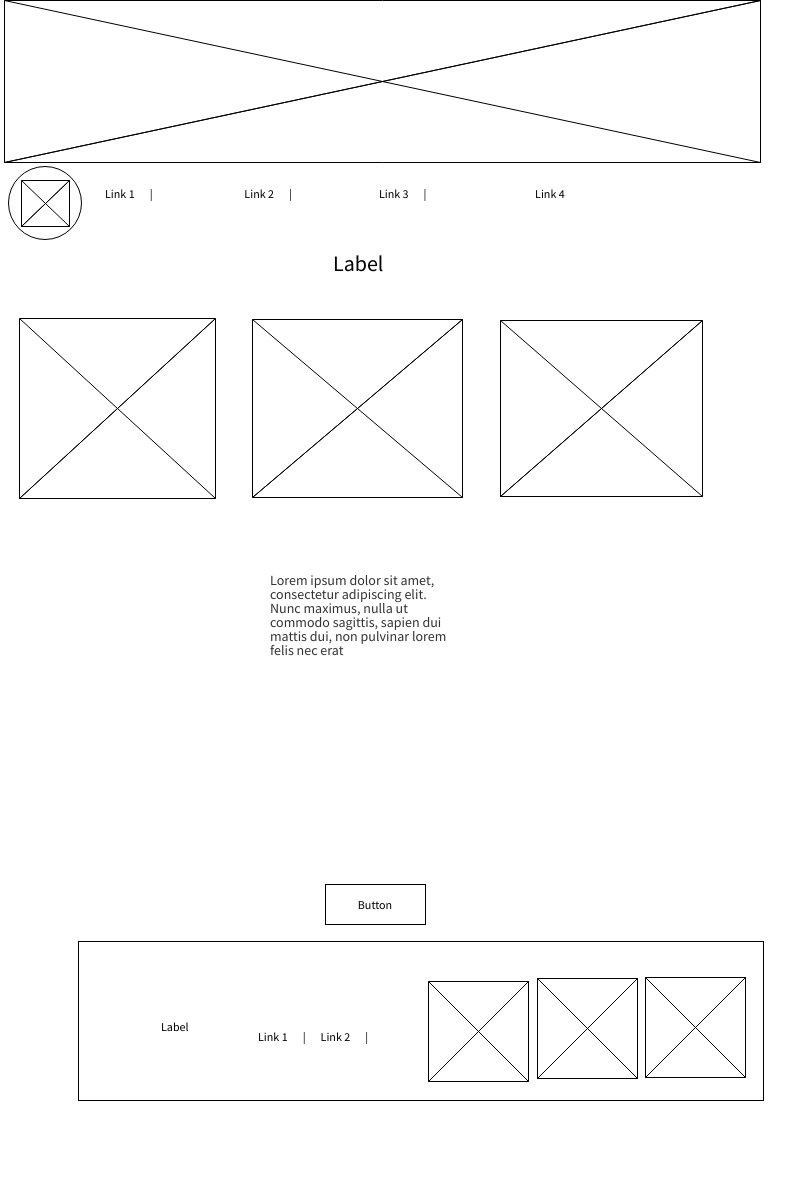 Link 1 | Link 2 | Link 3 | Link 4
Label
Lorem ipsum dolor sit amet,
consectetur adipiscing elit.
Nunc maximus, nulla ut
commodo sagittis, sapien dui
mattis dui, non pulvinar lorem
felis nec erat
Button
Label
Link 1 | Link 2 |